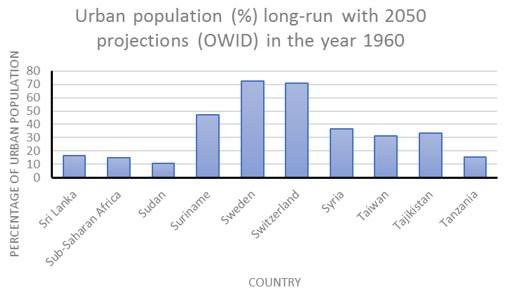 Urban population (%) long-run with 2050
projections (OWID) in the year 1960
PERCENTAGE OF URBAN POPULATION
80
70
60
50
40
30
20
10
0
Sri Lanka
Sub-Saharan Africa
Sudan
Suriname
Sweden
Switzerland
Syria
Taiwan
Tajikistan
Tanzania
COUNTRY